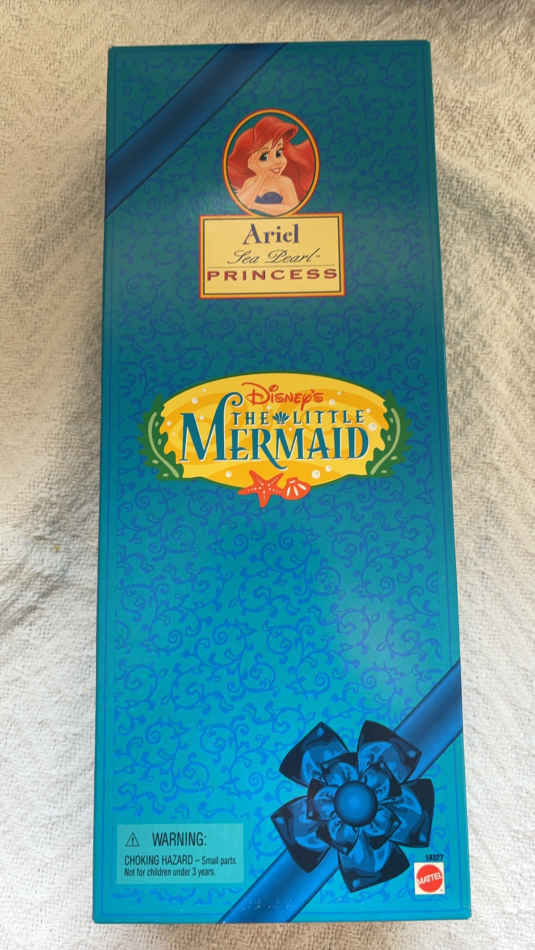 Ariel
Sea Pearl™
PRINCESS
Disney's
THE LITTLE
MERMAID
⚠ WARNING:
CHOKING HAZARD – Small parts
Not for children under 3 years.
MATTEL